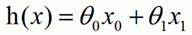 h(x) = θ₀x₀ + θ₁x₁